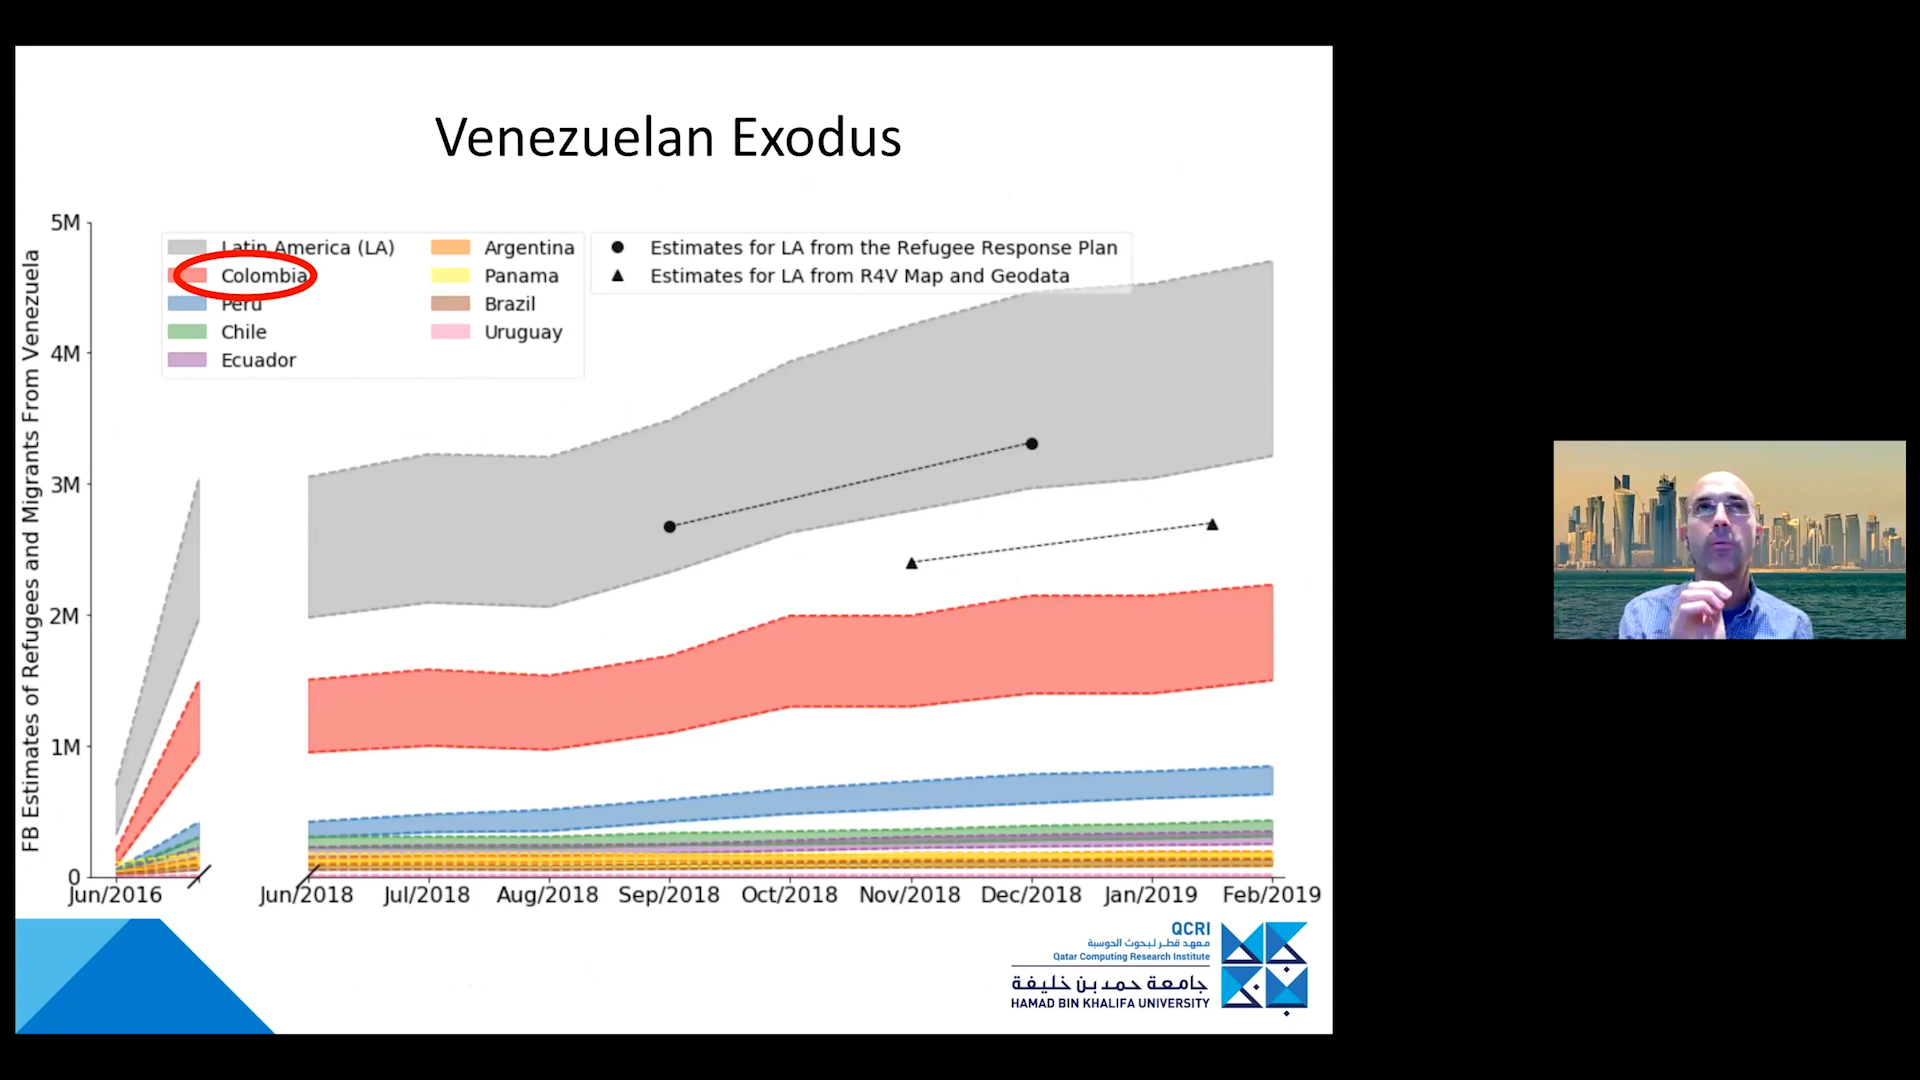 Venezuelan Exodus
FB Estimates of Refugees and Migrants From Venezuela
5M
4M
3M
2M
1M
0
Latin America (LA)
Colombia
Peru
Chile
Ecuador
Argentina
Panama
Brazil
Uruguay
Estimates for LA from the Refugee Response Plan
Estimates for LA from R4V Map and Geodata
Jun/2016 Jun/2018 Jul/2018 Aug/2018 Sep/2018 Oct/2018 Nov/2018 Dec/2018 Jan/2019 Feb/2019
QCRI
معهد قطر لبحوث الحوسبة
Qatar Computing Research Institute
جامعة حمد بن خليفة
HAMAD BIN KHALIFA UNIVERSITY